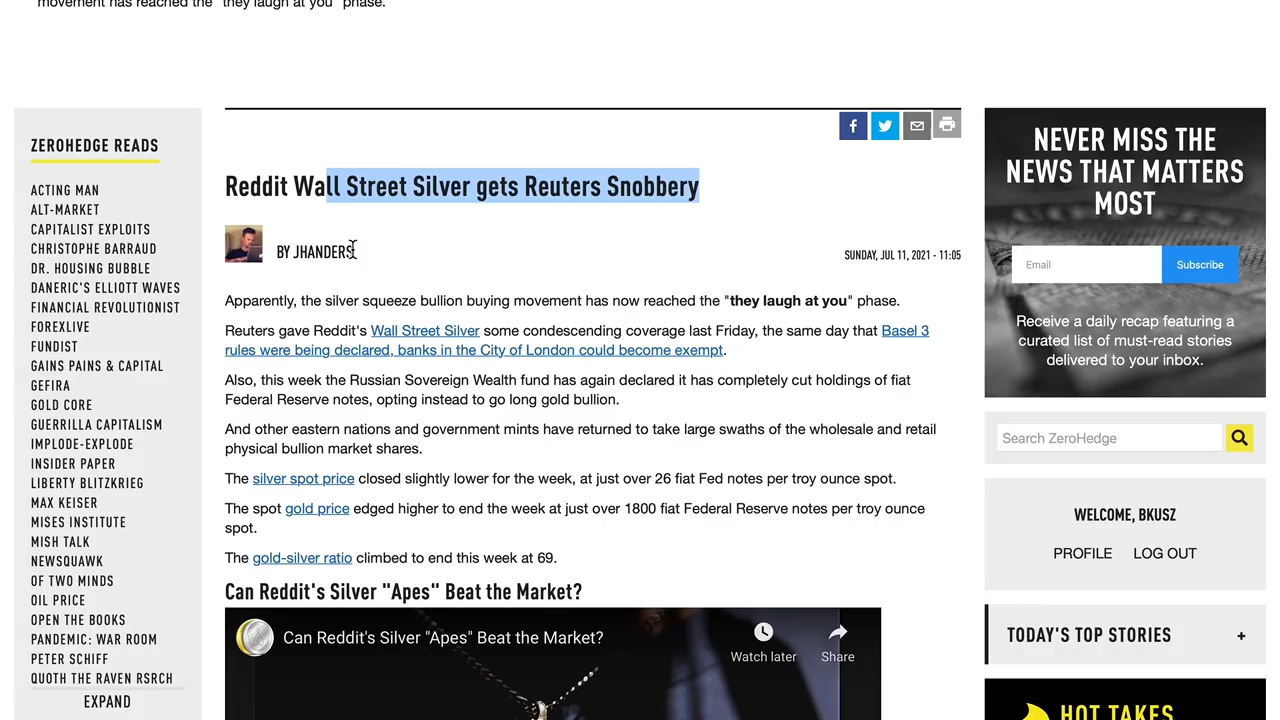 movement has reached the "they laugh at you" phase.
ZEROHEDGE READS
ACTING MAN
ALT-MARKET
CAPITALIST EXPLOITS
CHRISTOPHE BARRAUD
DR. HOUSING BUBBLE
DANERIC'S ELLIOTT WAVES
FINANCIAL REVOLUTIONIST
FOREXLIVE
FUNDIST
GAINS PAINS & CAPITAL
GEFIRA
GOLD CORE
GUERRILLA CAPITALISM
IMPLODE-EXPLODE
INSIDER PAPER
LIBERTY BLITZKRIEG
MAX KEISER
MISES INSTITUTE
MISH TALK
NEWSQUAWK
OF TWO MINDS
OIL PRICE
OPEN THE BOOKS
PANDEMIC: WAR ROOM
PETER SCHIFF
QUOTH THE RAVEN RSRCH
EXPAND
Reddit Wall Street Silver gets Reuters Snobbery
BY JHANDERS
SUNDAY, JUL 11, 2021 - 11:05
Apparently, the silver squeeze bullion buying movement has now reached the "they laugh at you" phase.
Reuters gave Reddit's Wall Street Silver some condescending coverage last Friday, the same day that Basel 3
rules were being declared, banks in the City of London could become exempt.
Also, this week the Russian Sovereign Wealth fund has again declared it has completely cut holdings of fiat
Federal Reserve notes, opting instead to go long gold bullion.
And other eastern nations and government mints have returned to take large swaths of the wholesale and retail
physical bullion market shares.
The silver spot price closed slightly lower for the week, at just over 26 fiat Fed notes per troy ounce spot.
The spot gold price edged higher to end the week at just over 1800 fiat Federal Reserve notes per troy ounce
spot.
The gold-silver ratio climbed to end this week at 69.
Can Reddit's Silver "Apes" Beat the Market?
Can Reddit's Silver "Apes" Beat the Market?
Watch later
Share
NEVER MISS THE
NEWS THAT MATTERS
MOST
Email
Subscribe
Receive a daily recap featuring a
curated list of must-read stories
delivered to your inbox.
Search ZeroHedge
WELCOME, BKUSZ
PROFILE LOG OUT
TODAY'S TOP STORIES +
HOT TAKES